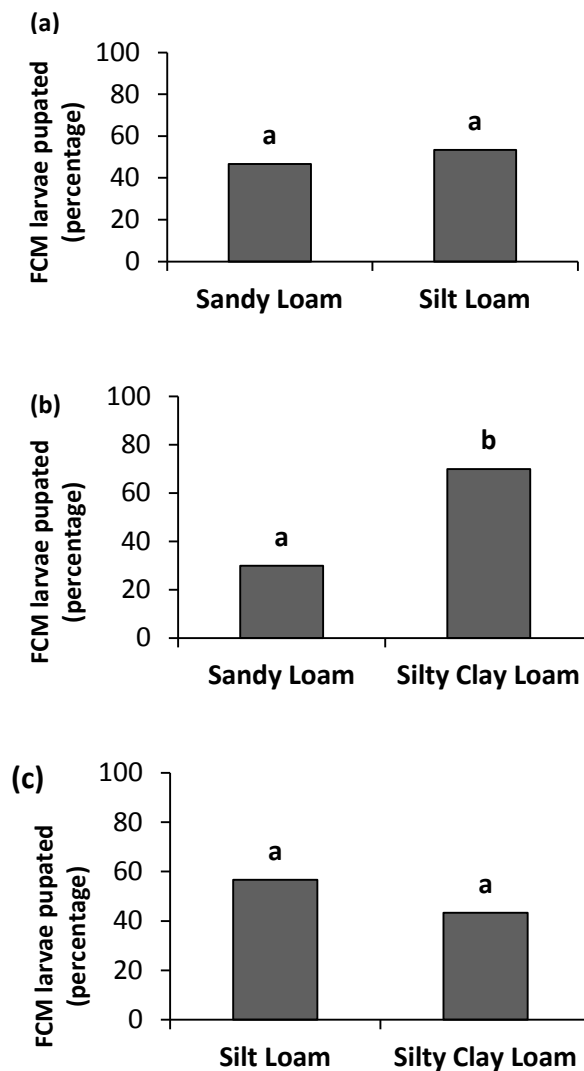 (a)
FCM larvae pupated
(percentage)
100
80
60
40
20
0
a
a
Sandy Loam
Silt Loam
(b)
FCM larvae pupated
(percentage)
100
80
60
40
20
0
a
b
Sandy Loam
Silty Clay Loam
(c)
FCM larvae pupated
(percentage)
100
80
60
40
20
0
a
a
Silt Loam
Silty Clay Loam